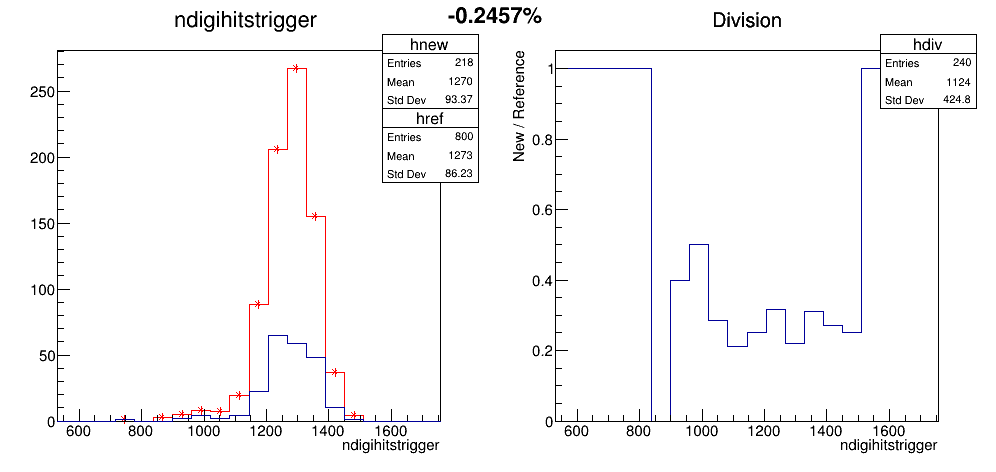 -0.2457%
ndigihitstrigger
hnew
Entries 218
Mean 1270
Std Dev 93.37
href
Entries 800
Mean 1273
Std Dev 86.23
250
200
150
100
50
0
600 800 1000 1200 1400 1600
ndigihitstrigger
Division
hdiv
Entries 240
Mean 1124
Std Dev 424.8
New / Reference
1
0.8
0.6
0.4
0.2
0
600 800 1000 1200 1400 1600
ndigihitstrigger